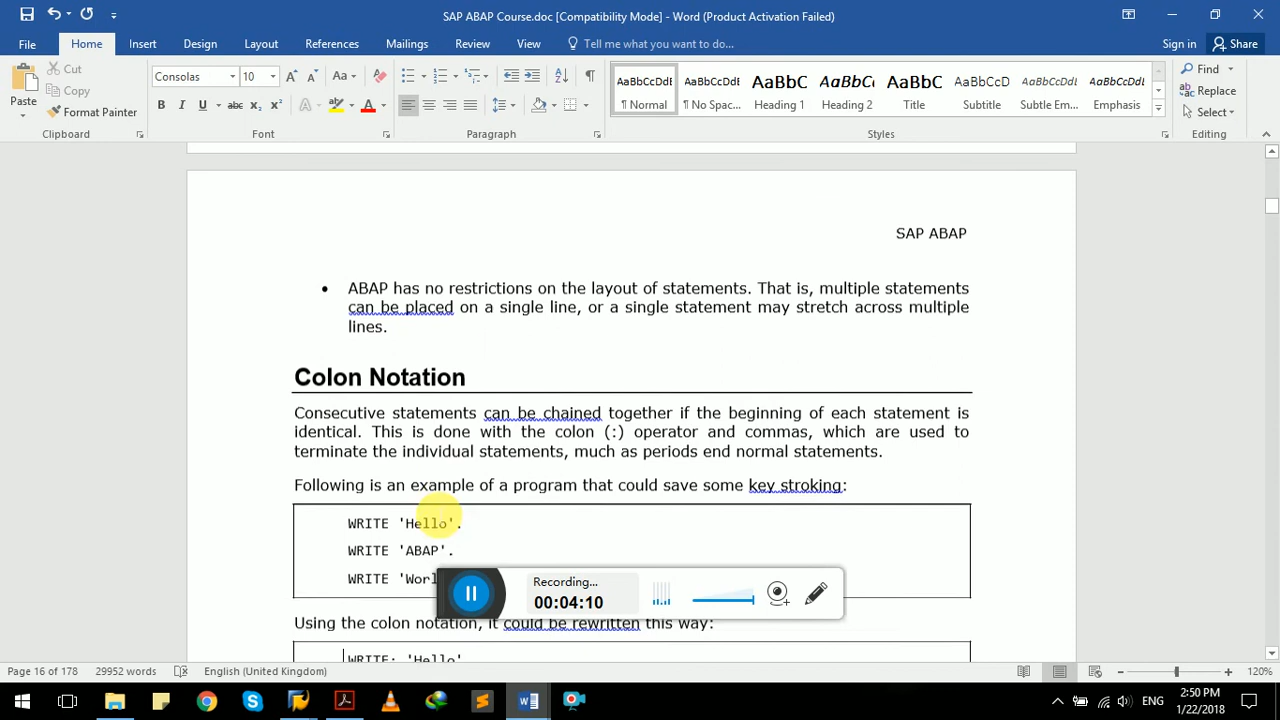 SAP ABAP Course.doc [Compatibility Mode] - Word (Product Activation Failed)
File Home Insert Design Layout References Mailings Review View Tell me what you want to do... Sign in Share
Paste
Cut
Copy
Format Painter
Consolas 10
AaBbCcDdE AaBbCcDdE AaBbC AaBbC AaBbC AaBbCcD AaBbCcDdE AaBbCcDdE
¶ Normal ¶ No Spac... Heading 1 Heading 2 Title Subtitle Subtle Em... Emphasis
Find
Replace
Select
Clipboard Font Paragraph Styles Editing
SAP ABAP
• ABAP has no restrictions on the layout of statements. That is, multiple statements
can be placed on a single line, or a single statement may stretch across multiple
lines.
Colon Notation
Consecutive statements can be chained together if the beginning of each statement is
identical. This is done with the colon (:) operator and commas, which are used to
terminate the individual statements, much as periods end normal statements.
Following is an example of a program that could save some key stroking:
WRITE 'Hello'.
WRITE 'ABAP'.
WRITE 'Worl
Recording...
00:04:10
Using the colon notation, it could be rewritten this way:
WRITE: 'Hello'
Page 16 of 178 29952 words English (United Kingdom) 120%
ENG
2:50 PM
1/22/2018